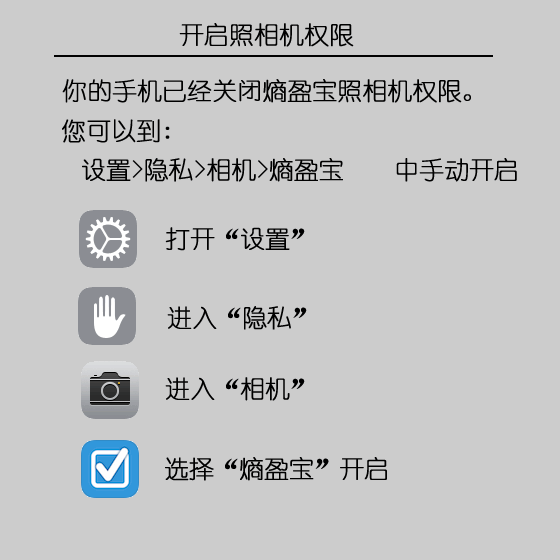 开启照相机权限
你的手机已经关闭熵盈宝照相机权限。
您可以到：
设置>隐私>相机>熵盈宝 中手动开启
打开“设置”
进入“隐私”
进入“相机”
选择“熵盈宝”开启